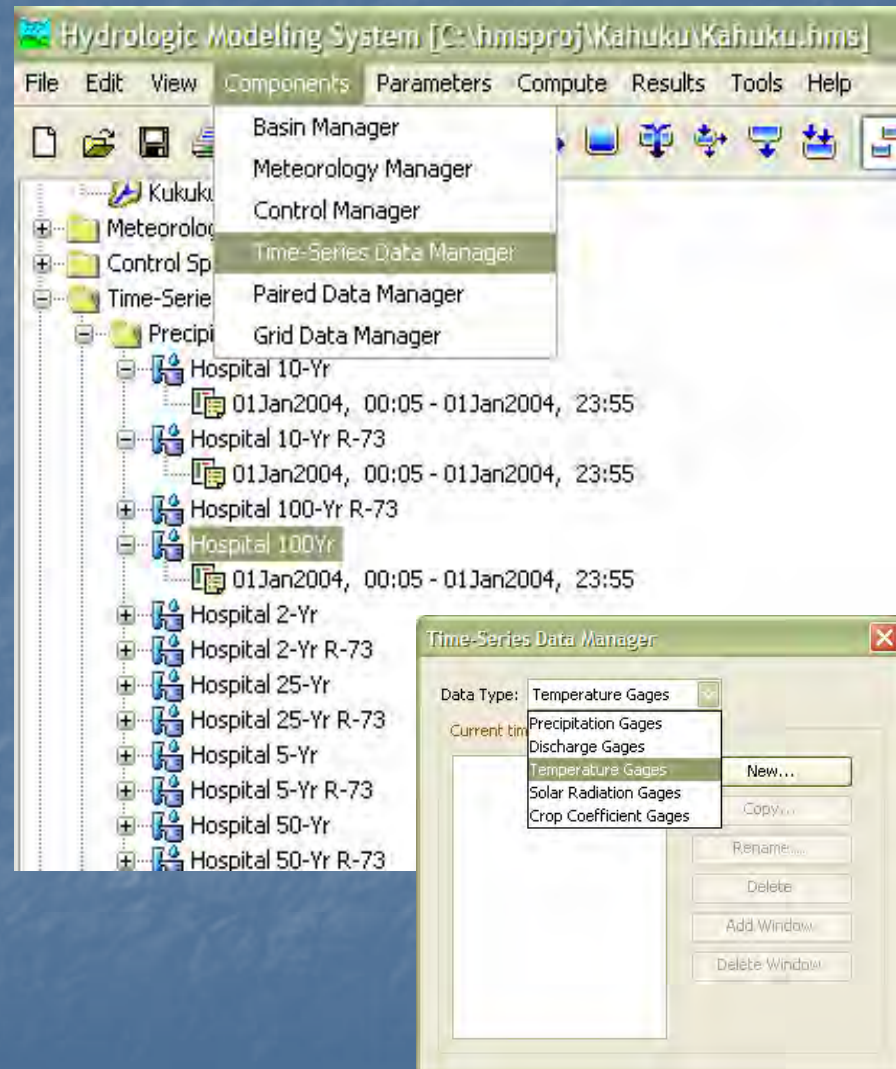 Hydrologic Modeling System [C:\hmsproj\Kahuku\Kahuku.hms]
File Edit View Components Parameters Compute Results Tools Help
Basin Manager
Meteorology Manager
Control Manager
Time-Series Data Manager
Paired Data Manager
Grid Data Manager
Kukuku
Meteorolog
Control Sp
Time-Serie
Precipi
Hospital 10-Yr
01Jan2004, 00:05 - 01Jan2004, 23:55
Hospital 10-Yr R-73
01Jan2004, 00:05 - 01Jan2004, 23:55
Hospital 100-Yr R-73
Hospital 100Yr
01Jan2004, 00:05 - 01Jan2004, 23:55
Hospital 2-Yr
Hospital 2-Yr R-73
Hospital 25-Yr
Hospital 25-Yr R-73
Hospital 5-Yr
Hospital 5-Yr R-73
Hospital 50-Yr
Hospital 50-Yr R-73
Time-Series Data Manager
Data Type: Temperature Gages
Current tim
Precipitation Gages
Discharge Gages
Temperature Gages
Solar Radiation Gages
Crop Coefficient Gages
New...
Copy...
Rename...
Delete
Add Window
Delete Window